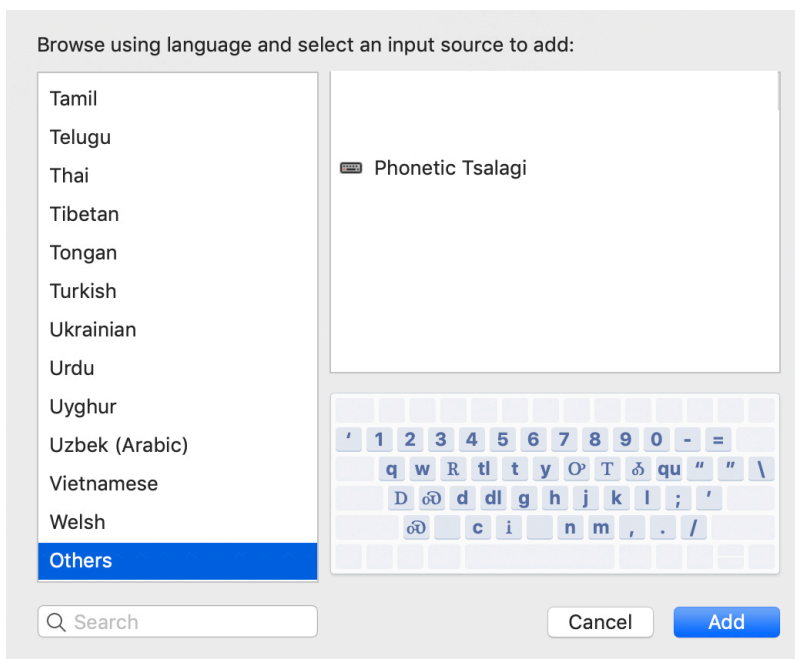 Browse using language and select an input source to add:
Tamil
Telugu
Thai
Tibetan
Tongan
Turkish
Ukrainian
Urdu
Uyghur
Uzbek (Arabic)
Vietnamese
Welsh
Others
Search
Phonetic Tsalagi
‘ 1 2 3 4 5 6 7 8 9 0 - =
q w Ꭱ tl t y Ꭴ Ꭲ Ꭳ qu “ ” \
Ꭰ Ꮝ d dl g h j k l ; ’
Ꮝ c i n m , . /
Cancel
Add